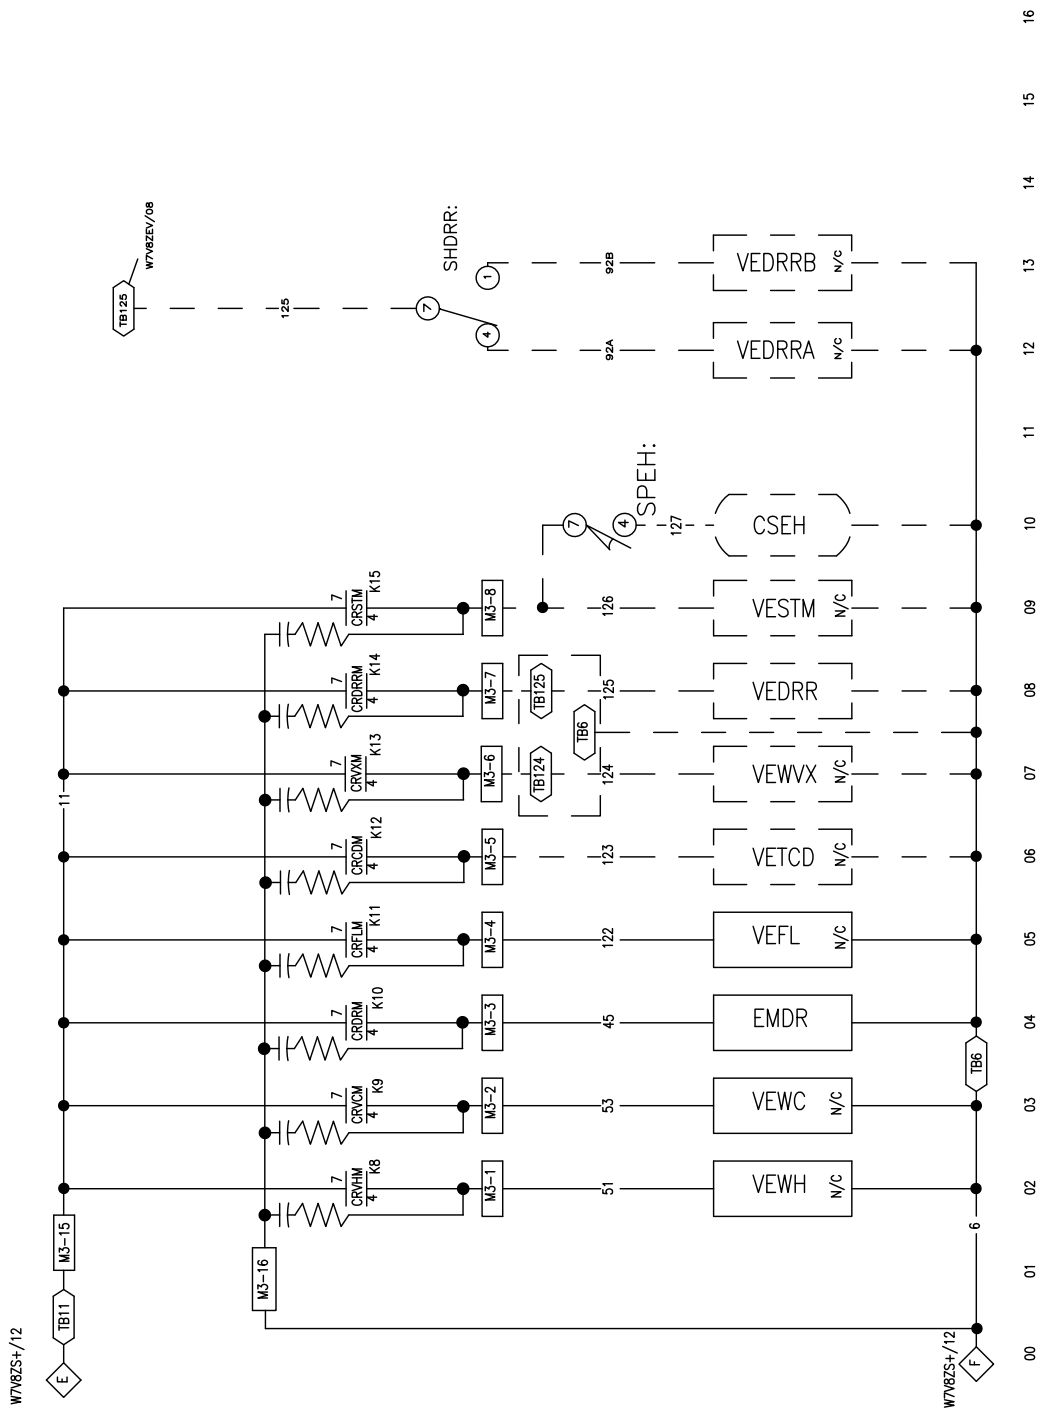 W7V8ZS+/12
E
TB11
M3-15
11
M3-16
7
CRVHM
4
K8
M3-1
51
VEWH
N/C
7
CRVCM
4
K9
M3-2
53
VEWC
N/C
7
CRDRM
4
K10
M3-3
45
EMDR
7
CRFLM
4
K11
M3-4
122
VEFL
N/C
7
CRCDM
4
K12
M3-5
123
VETCD
N/C
7
CRVXM
4
K13
M3-6
TB124
124
VEWVX
N/C
TB6
7
CRDRRM
4
K14
M3-7
TB125
125
VEDRR
7
CRSTM
4
K15
M3-8
126
VESTM
N/C
7
4
SPEH:
127
CSEH
TB125
W7V8ZEV/08
125
7
SHDRR:
4
1
92A
92B
VEDRRA
N/C
VEDRRB
N/C
W7V8ZS+/12
F
6
TB6
00
01
02
03
04
05
06
07
08
09
10
11
12
13
14
15
16